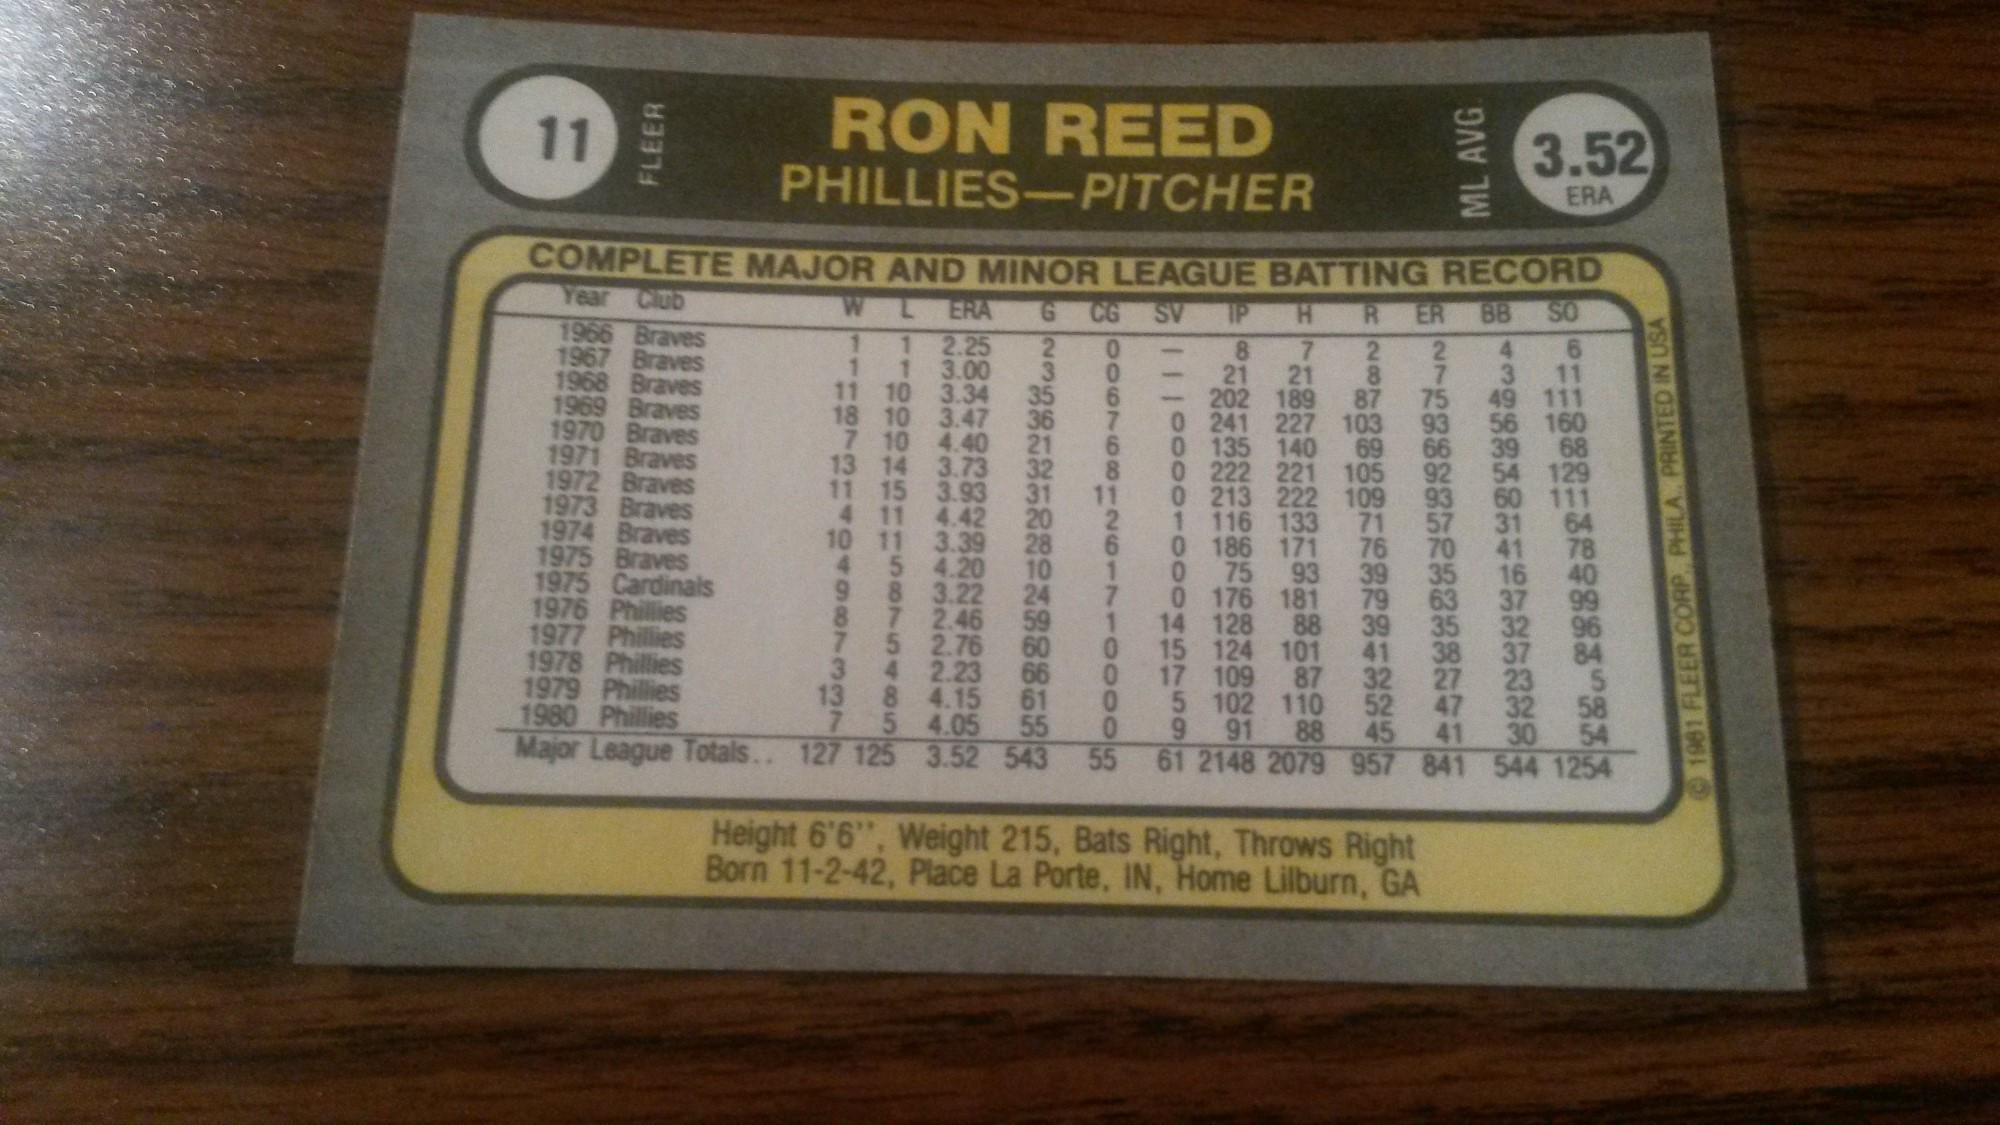 11 FLEER RON REED ML AVG. 3.52
PHILLIES—PITCHER ERA
COMPLETE MAJOR AND MINOR LEAGUE BATTING RECORD
Year Club W L ERA G CG SV IP H R ER BB SO
1966 Braves 1 1 2.25 2 0 — 8 7 2 2 4 6
1967 Braves 1 1 3.00 3 0 — 21 21 8 7 3 11
1968 Braves 11 10 3.34 35 6 — 202 189 87 75 49 111
1969 Braves 18 10 3.47 36 7 0 241 227 103 93 56 160
1970 Braves 7 10 4.40 21 6 0 135 140 69 66 39 68
1971 Braves 13 14 3.73 32 8 0 222 221 105 92 54 129
1972 Braves 11 15 3.93 31 11 0 213 222 109 93 60 111
1973 Braves 4 11 4.42 20 2 1 116 133 71 57 31 64
1974 Braves 10 11 3.39 28 6 0 186 171 76 70 41 78
1975 Braves 4 5 4.20 10 1 0 75 93 39 35 16 40
1975 Cardinals 9 8 3.22 24 7 0 176 181 79 63 37 99
1976 Phillies 8 7 2.46 59 1 14 128 88 39 35 32 96
1977 Phillies 7 5 2.76 60 0 15 124 101 41 38 37 84
1978 Phillies 3 4 2.23 66 0 17 109 87 32 27 23 5
1979 Phillies 13 8 4.15 61 0 5 102 110 52 47 32 58
1980 Phillies 7 5 4.05 55 0 9 91 88 45 41 30 54
Major League Totals.. 127 125 3.52 543 55 61 2148 2079 957 841 544 1254
Height 6'6'', Weight 215, Bats Right, Throws Right
Born 11-2-42, Place La Porte, IN, Home Lilburn, GA
© 1981 FLEER CORP., PHILA. PRINTED IN USA